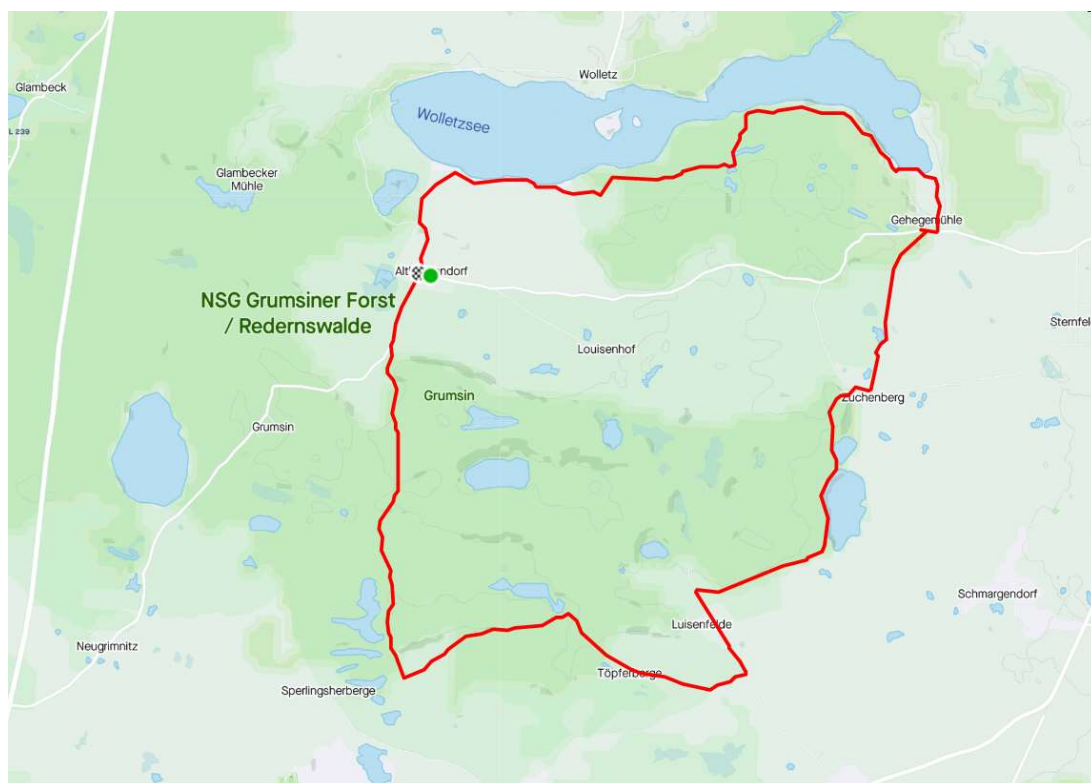 Wolletz
Glambeck
Wolletzsee
L 239
Glambecker
Mühle
Gehegemühle
NSG Grumsiner Forst
/ Redernswalde
Louisenhof
Grumsin
Zuchenberg
Grumsin
Schmargendorf
Luisenfelde
Neugrimnitz
Töpferberge
Sperlingsherberge